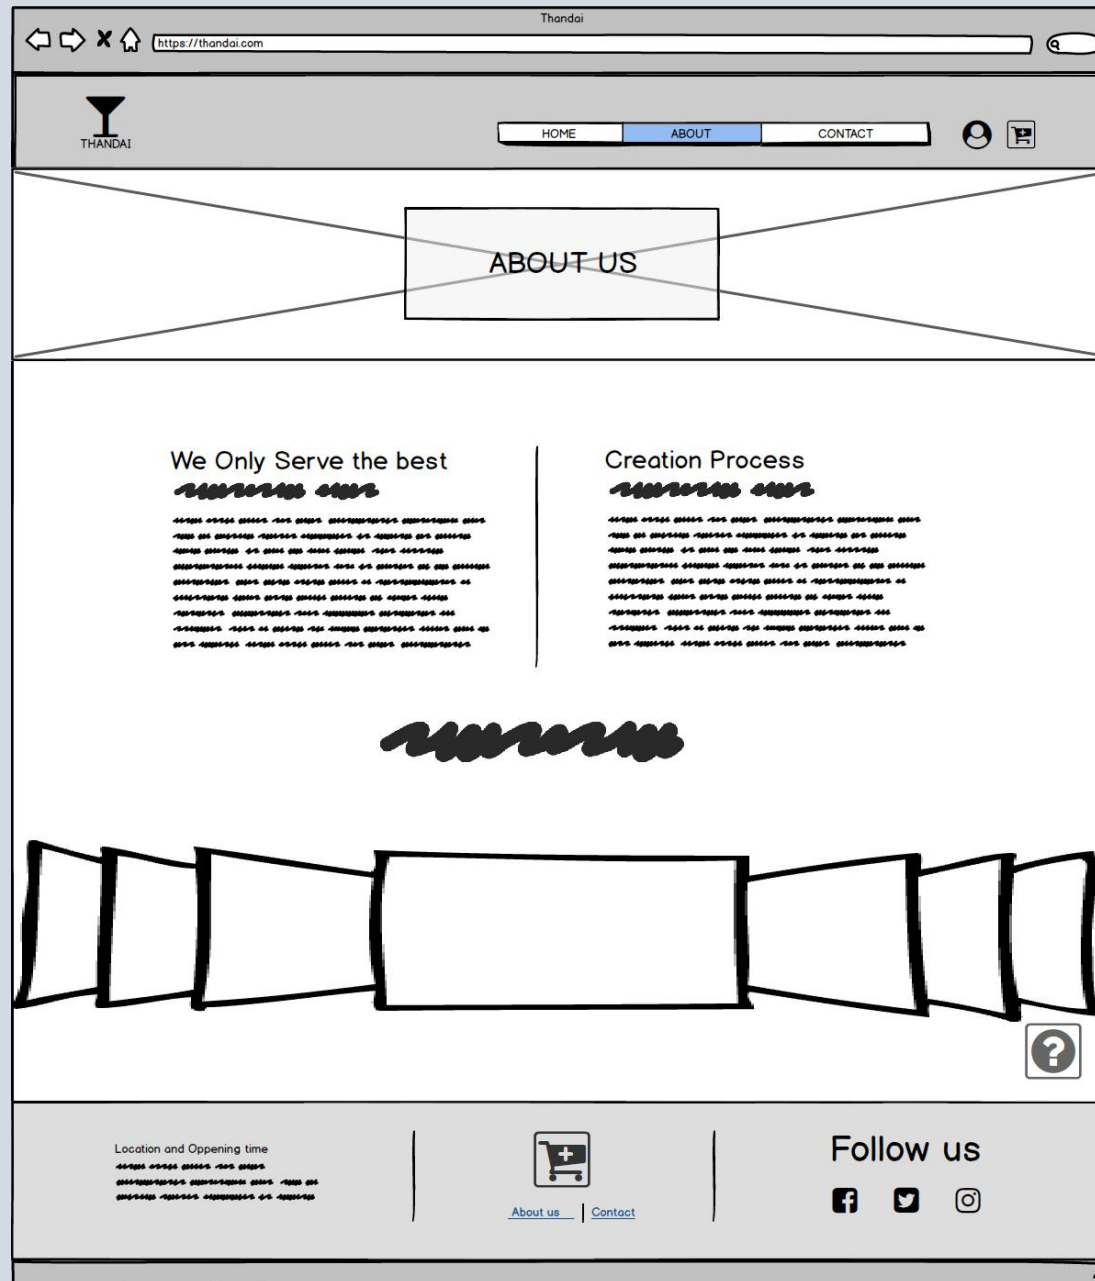 Thandai
https://thandai.com
THANDAI
HOME ABOUT CONTACT
ABOUT US
We Only Serve the best
Creation Process
?
Location and Oppening time
About us | Contact
Follow us